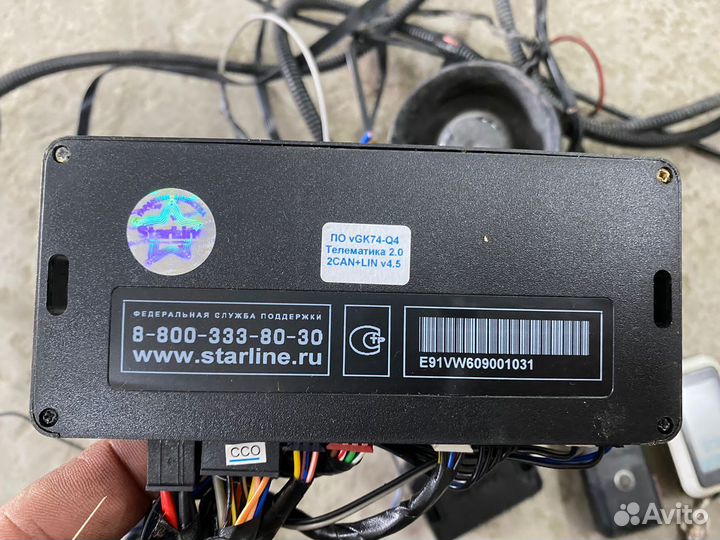 StarLine
ПО vGK74-Q4
Телематика 2.0
2CAN+LIN v4.5
ФЕДЕРАЛЬНАЯ СЛУЖБА ПОДДЕРЖКИ
8-800-333-80-30
www.starline.ru
E91VW609001031
CCO
Avito